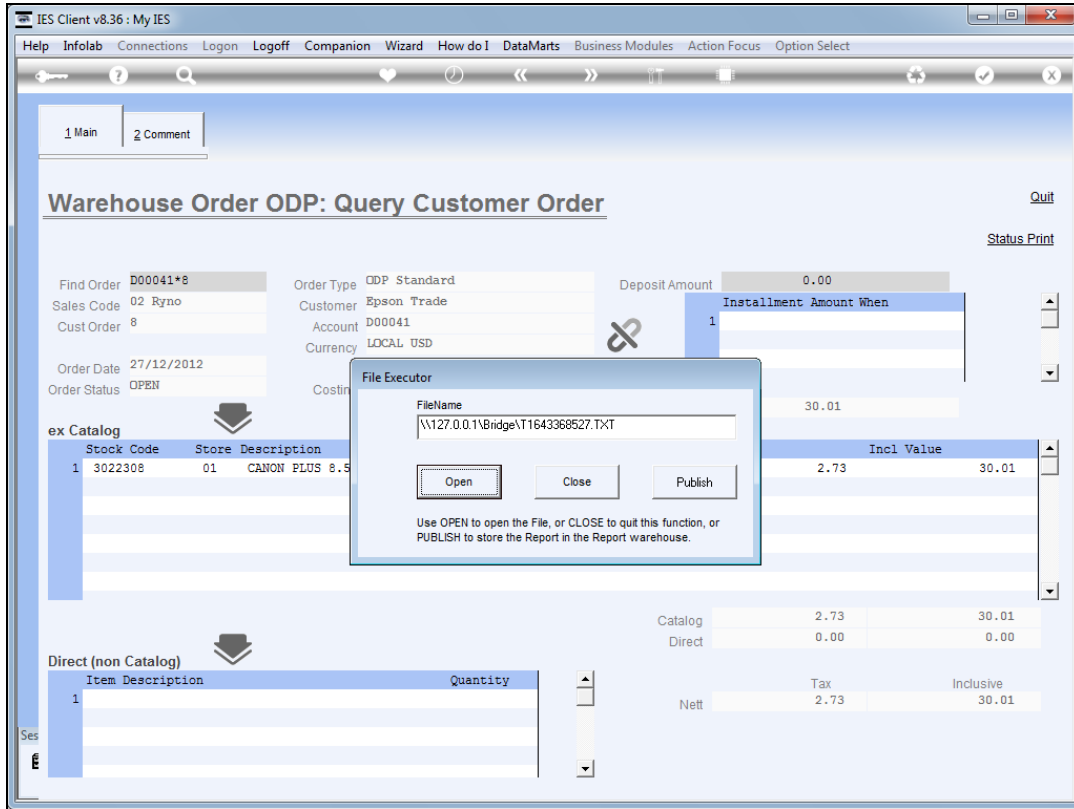 IES Client v8.36 : My IES
Help Infolab Connections Logon Logoff Companion Wizard How do I DataMarts Business Modules Action Focus Option Select
1 Main
2 Comment
Warehouse Order ODP: Query Customer Order
Quit
Status Print
Find Order D00041*8 Order Type ODP Standard Deposit Amount 0.00
Sales Code 02 Ryno Customer Epson Trade Installment Amount When
Cust Order 8 Account D00041 1
Currency LOCAL USD
Order Date 27/12/2012
Order Status OPEN Costin
30.01
File Executor
FileName
\\127.0.0.1\Bridge\T1643368527.TXT
Open Close Publish
Use OPEN to open the File, or CLOSE to quit this function, or
PUBLISH to store the Report in the Report warehouse.
ex Catalog
Stock Code Store Description Incl Value
1 3022308 01 CANON PLUS 8.5 2.73 30.01
Catalog 2.73 30.01
Direct 0.00 0.00
Direct (non Catalog)
Item Description Quantity
1
Tax Inclusive
Nett 2.73 30.01
Ses